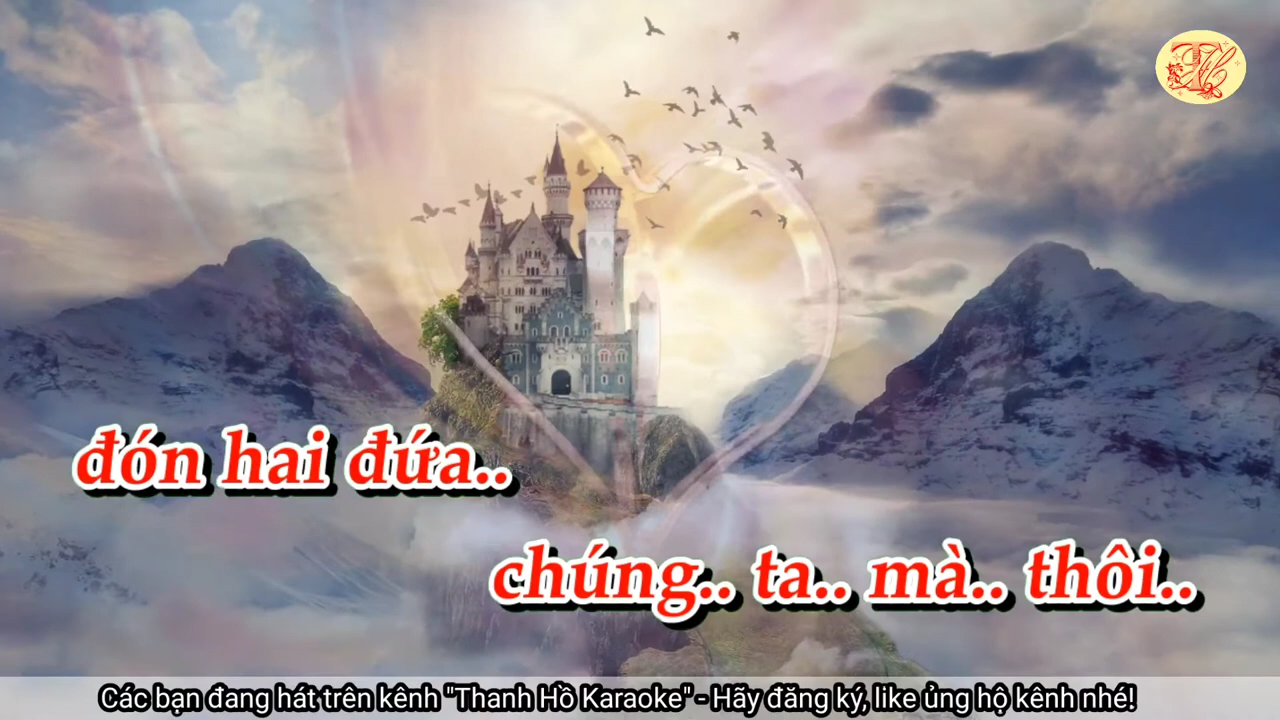 đón hai đứa..
chúng.. ta.. mà.. thôi..
Các bạn đang hát trên kênh "Thanh Hồ Karaoke" - Hãy đăng ký, like ủng hộ kênh nhé!